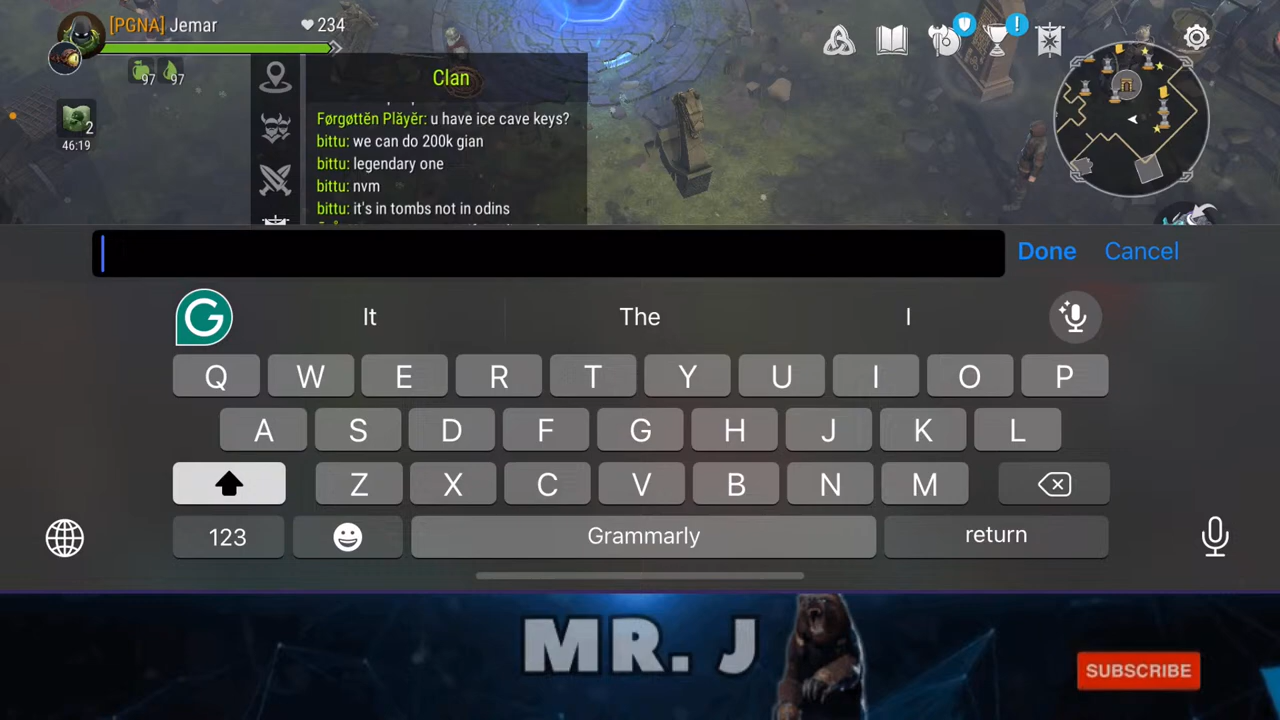 [PGNA] Jemar
234
97 97
2
46:19
!
Clan
Førgøttěn Plāyěr: u have ice cave keys?
bittu: we can do 200k gian
bittu: legendary one
bittu: nvm
bittu: it's in tombs not in odins
Done Cancel
G It The I
Q W E R T Y U I O P
A S D F G H J K L
Z X C V B N M
123 Grammarly return
MR. J
SUBSCRIBE